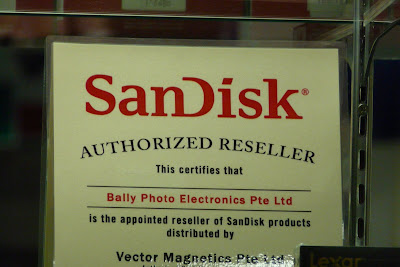 SanDisk®
AUTHORIZED RESELLER
This certifies that
Bally Photo Electronics Pte Ltd
is the appointed reseller of SanDisk products
distributed by
Vector Magnetics Pte Ltd
Lexar